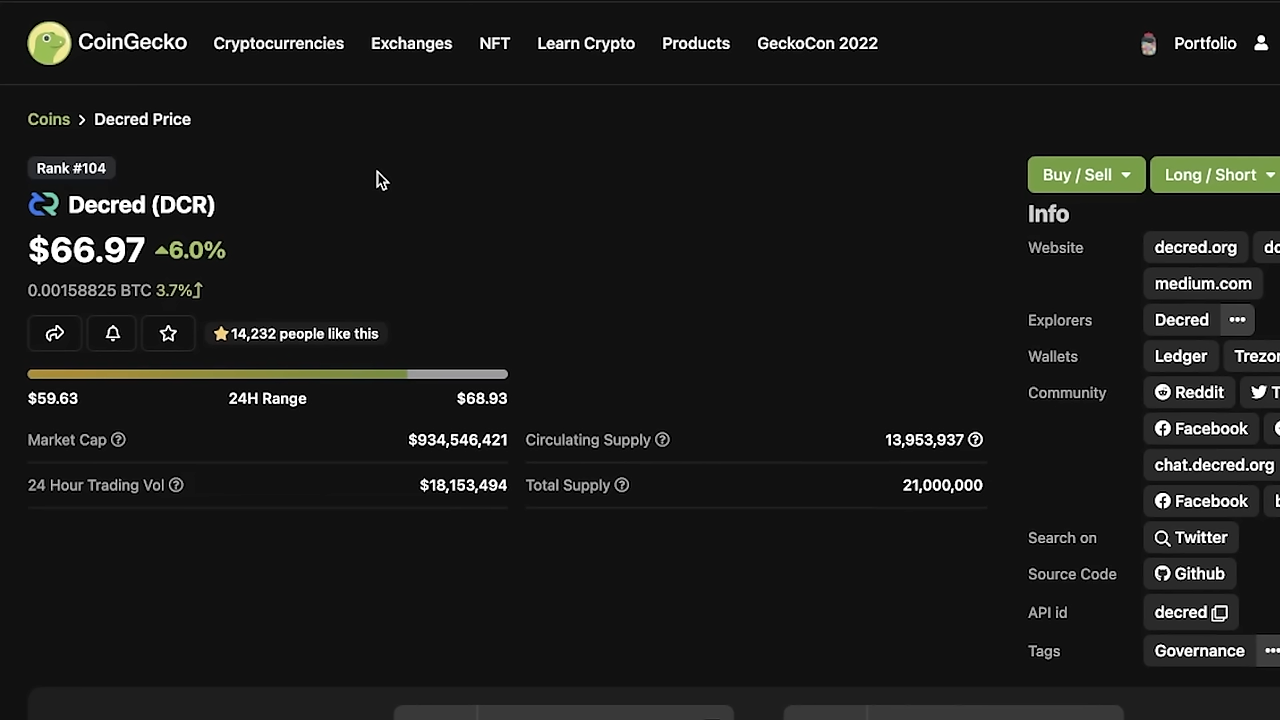 CoinGecko Cryptocurrencies Exchanges NFT Learn Crypto Products GeckoCon 2022 Portfolio
Coins > Decred Price
Rank #104
Decred (DCR)
$66.97 6.0%
0.00158825 BTC 3.7%
14,232 people like this
$59.63 24H Range $68.93
Market Cap $934,546,421
24 Hour Trading Vol $18,153,494
Circulating Supply 13,953,937
Total Supply 21,000,000
Buy / Sell Long / Short
Info
Website decred.org
medium.com
Explorers Decred •••
Wallets Ledger
Community Reddit
Facebook
chat.decred.org
Facebook
Search on Twitter
Source Code Github
API id decred
Tags Governance